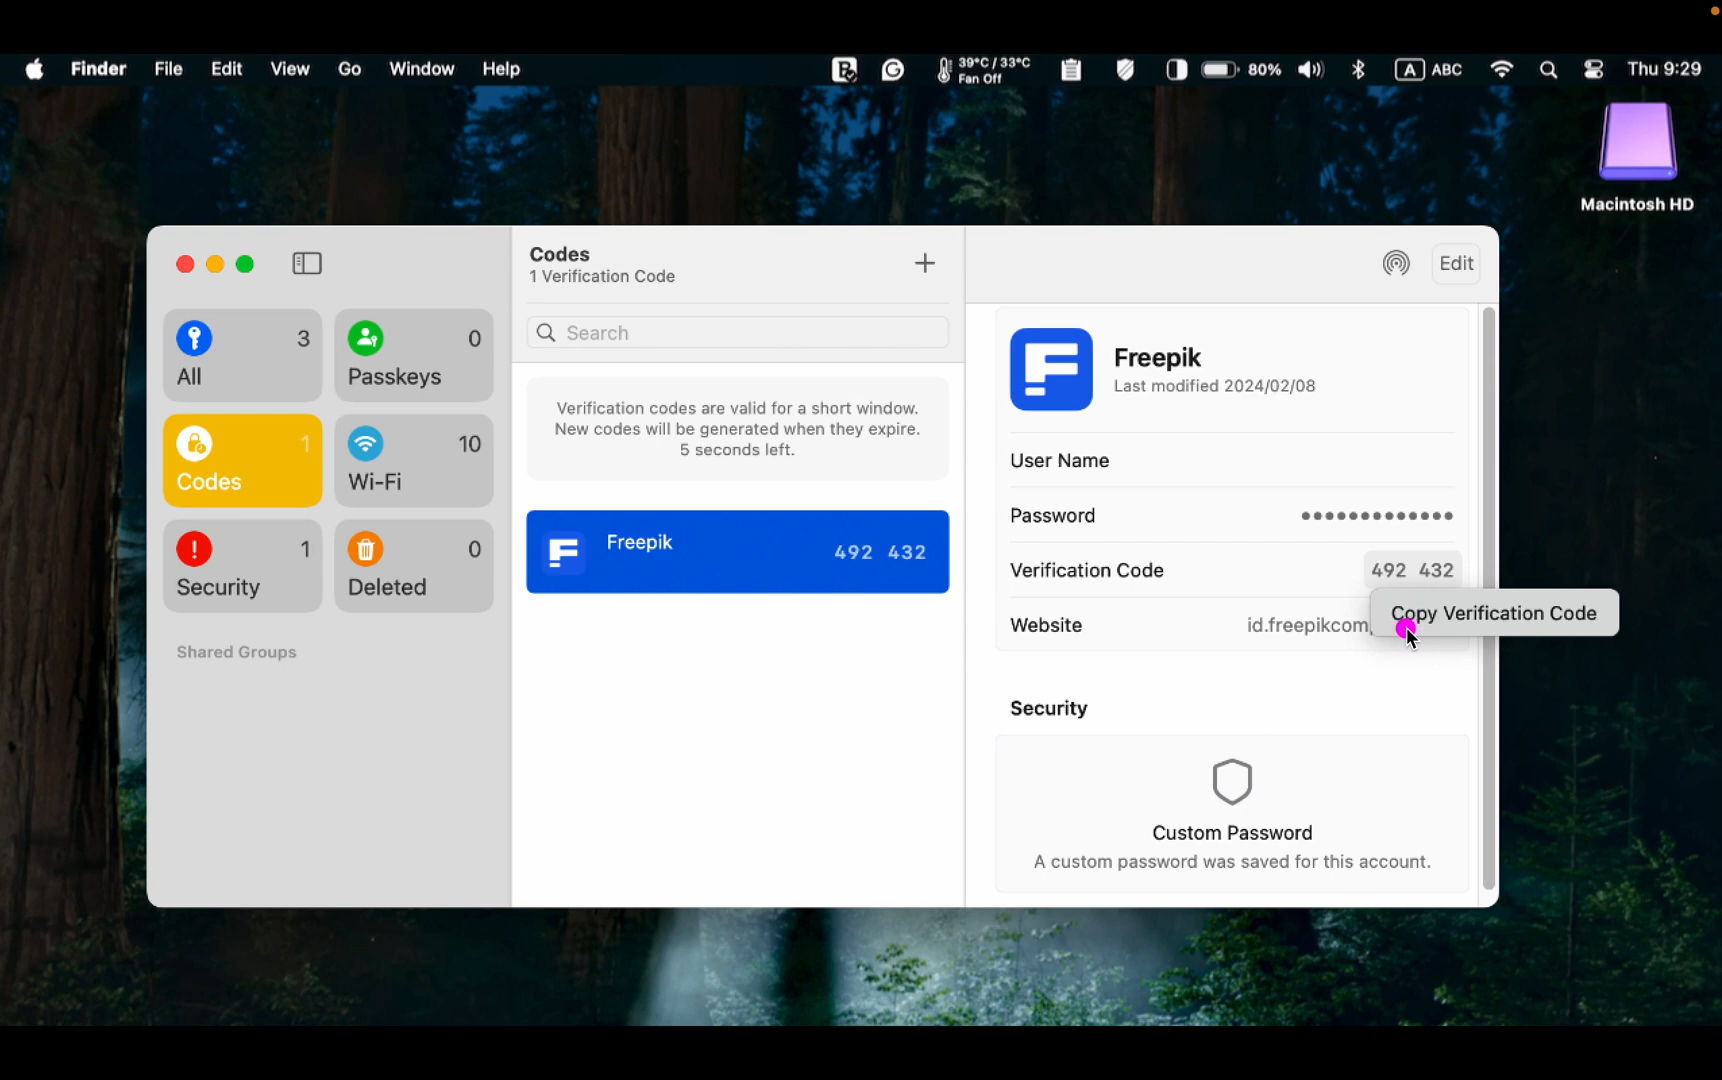 Finder File Edit View Go Window Help
39°C / 33°C
Fan Off
80%
A ABC
Thu 9:29
Macintosh HD
Codes
1 Verification Code
Edit
3
All
0
Passkeys
Search
1
Codes
10
Wi-Fi
1
Security
0
Deleted
Shared Groups
Verification codes are valid for a short window.
New codes will be generated when they expire.
5 seconds left.
Freepik 492 432
Freepik
Last modified 2024/02/08
User Name
Password
Verification Code 492 432
Copy Verification Code
Website id.freepikcom
Security
Custom Password
A custom password was saved for this account.